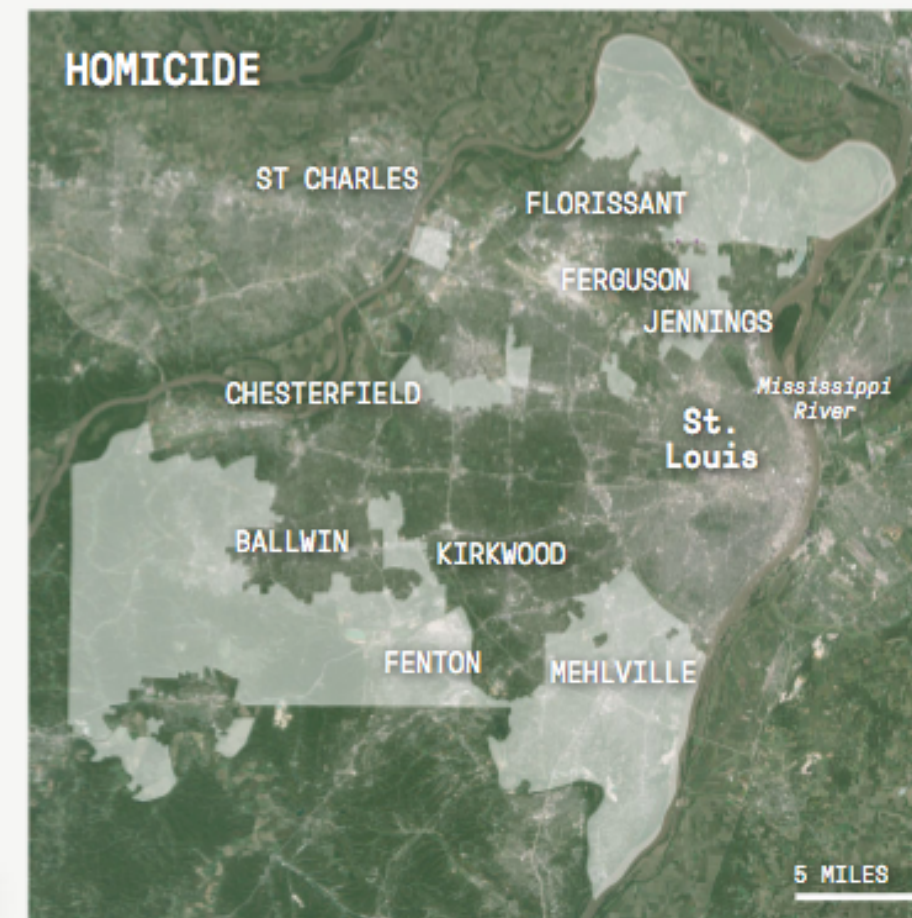 HOMICIDE
ST CHARLES
FLORISSANT
FERGUSON
JENNINGS
Mississippi
River
CHESTERFIELD
St.
Louis
BALLWIN
KIRKWOOD
FENTON
MEHLVILLE
5 MILES